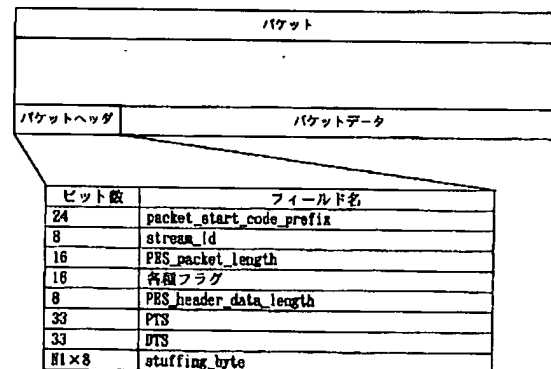 パケット
パケットヘッダ パケットデータ
ビット数 フィールド名
24 packet_start_code_prefix
8 stream_id
16 PES_packet_length
16 各種フラグ
8 PES_header_data_length
33 PTS
33 DTS
N1×8 stuffing_byte